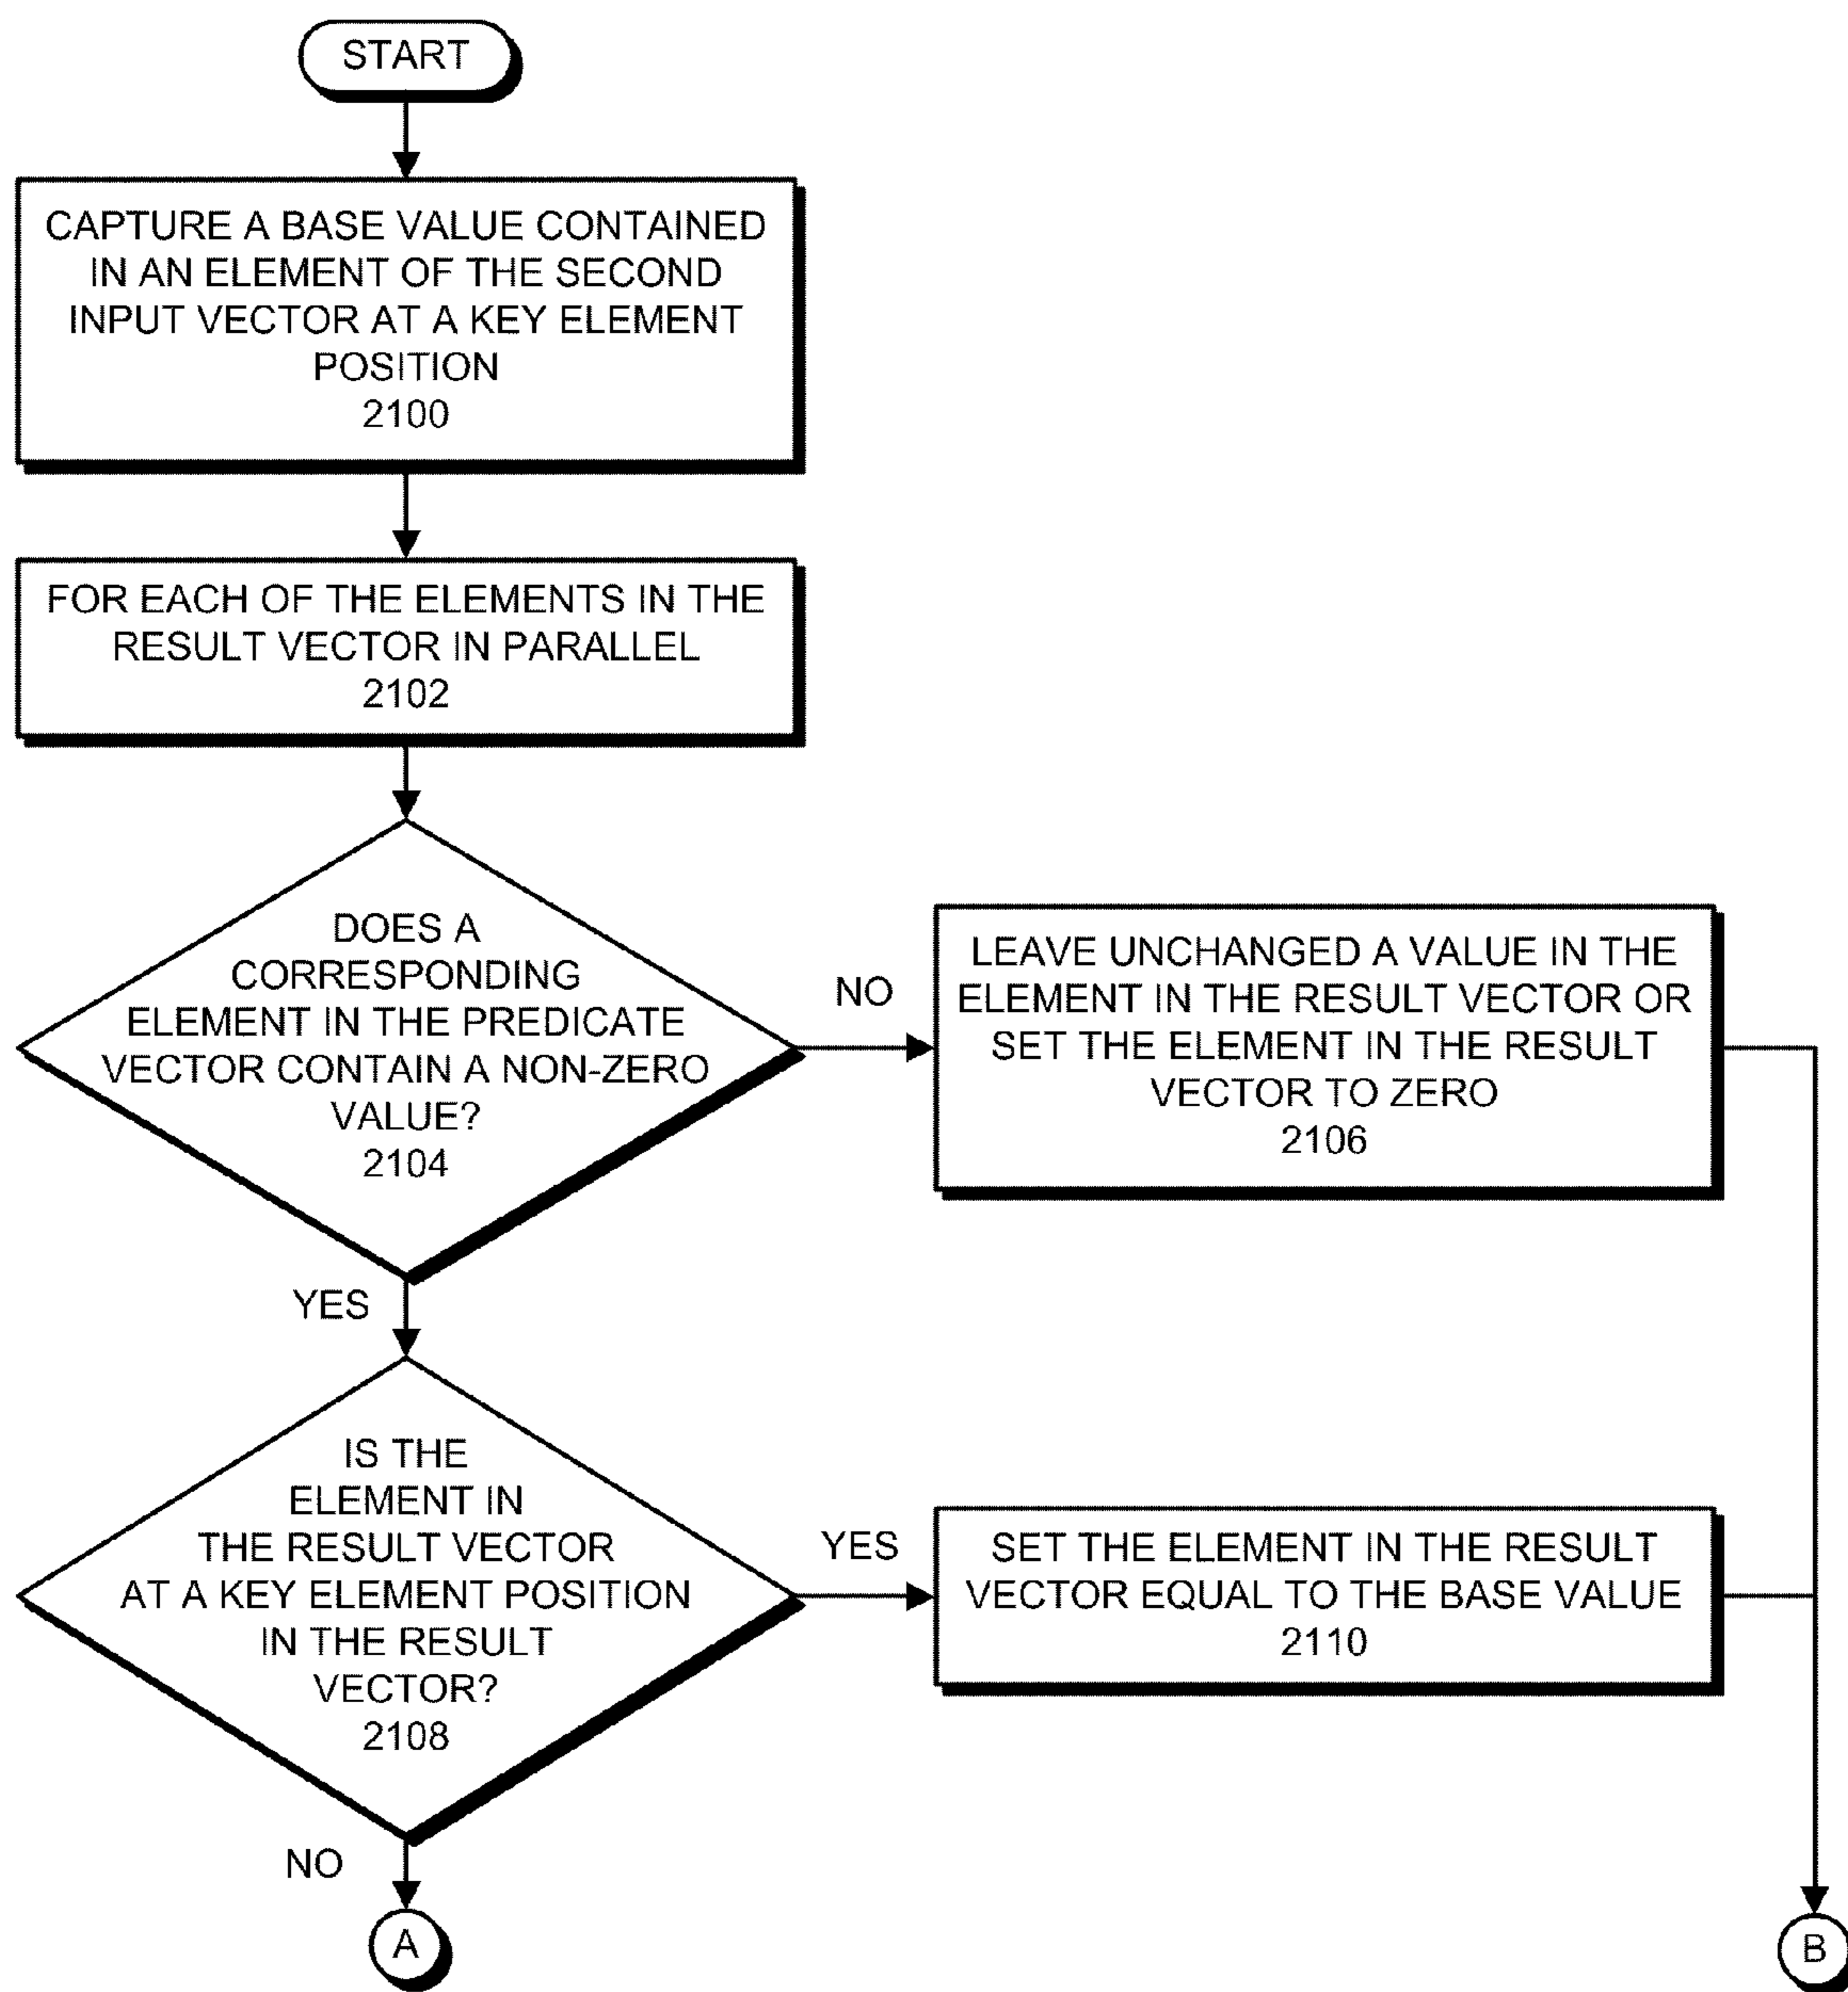 START
CAPTURE A BASE VALUE CONTAINED
IN AN ELEMENT OF THE SECOND
INPUT VECTOR AT A KEY ELEMENT
POSITION
2100
FOR EACH OF THE ELEMENTS IN THE
RESULT VECTOR IN PARALLEL
2102
DOES A
CORRESPONDING
ELEMENT IN THE PREDICATE
VECTOR CONTAIN A NON-ZERO
VALUE?
2104
NO
LEAVE UNCHANGED A VALUE IN THE
ELEMENT IN THE RESULT VECTOR OR
SET THE ELEMENT IN THE RESULT
VECTOR TO ZERO
2106
YES
IS THE
ELEMENT IN
THE RESULT VECTOR
AT A KEY ELEMENT POSITION
IN THE RESULT
VECTOR?
2108
YES
SET THE ELEMENT IN THE RESULT
VECTOR EQUAL TO THE BASE VALUE
2110
NO
A
B